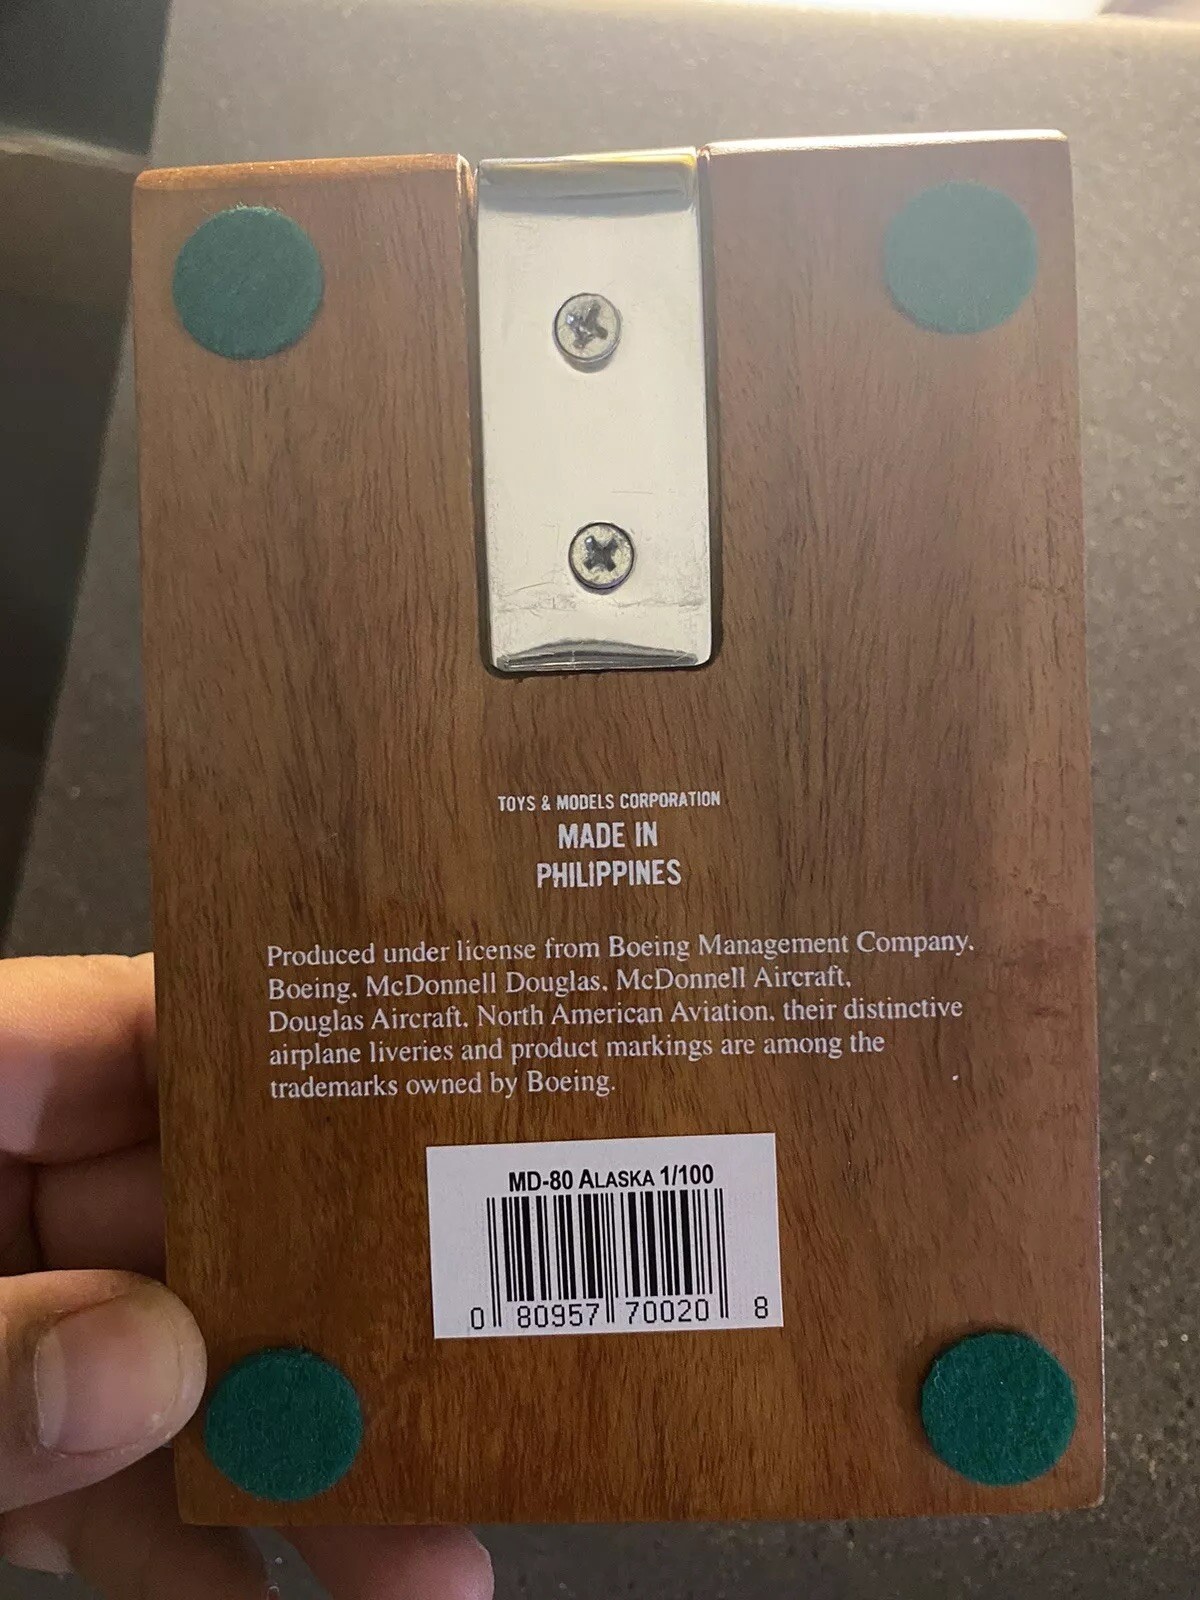 TOYS & MODELS CORPORATION
MADE IN
PHILIPPINES
Produced under license from Boeing Management Company.
Boeing, McDonnell Douglas, McDonnell Aircraft,
Douglas Aircraft, North American Aviation, their distinctive
airplane liveries and product markings are among the
trademarks owned by Boeing.
MD-80 ALASKA 1/100
0 80957 70020 8